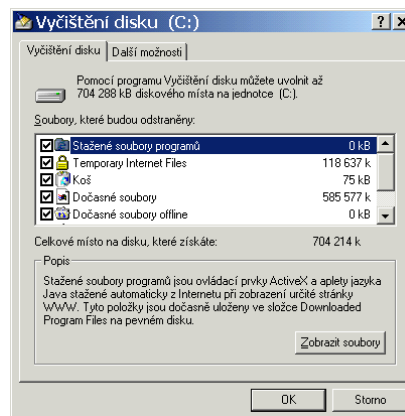 Vyčištění disku (C:)
Vyčištění disku
Další možnosti
Pomocí programu Vyčištění disku můžete uvolnit až
704 288 kB diskového místa na jednotce (C:).
Soubory, které budou odstraněny:
Stažené soubory programů 0 kB
Temporary Internet Files 118 637 k
Koš 75 kB
Dočasné soubory 585 577 k
Dočasné soubory offline 0 kB
Celkové místo na disku, které získáte: 704 214 k
Popis
Stažené soubory programů jsou ovládací prvky ActiveX a aplety jazyka
Java stažené automaticky z Internetu při zobrazení určité stránky
WWW. Tyto položky jsou dočasně uloženy ve složce Downloaded
Program Files na pevném disku.
Zobrazit soubory
OK
Storno